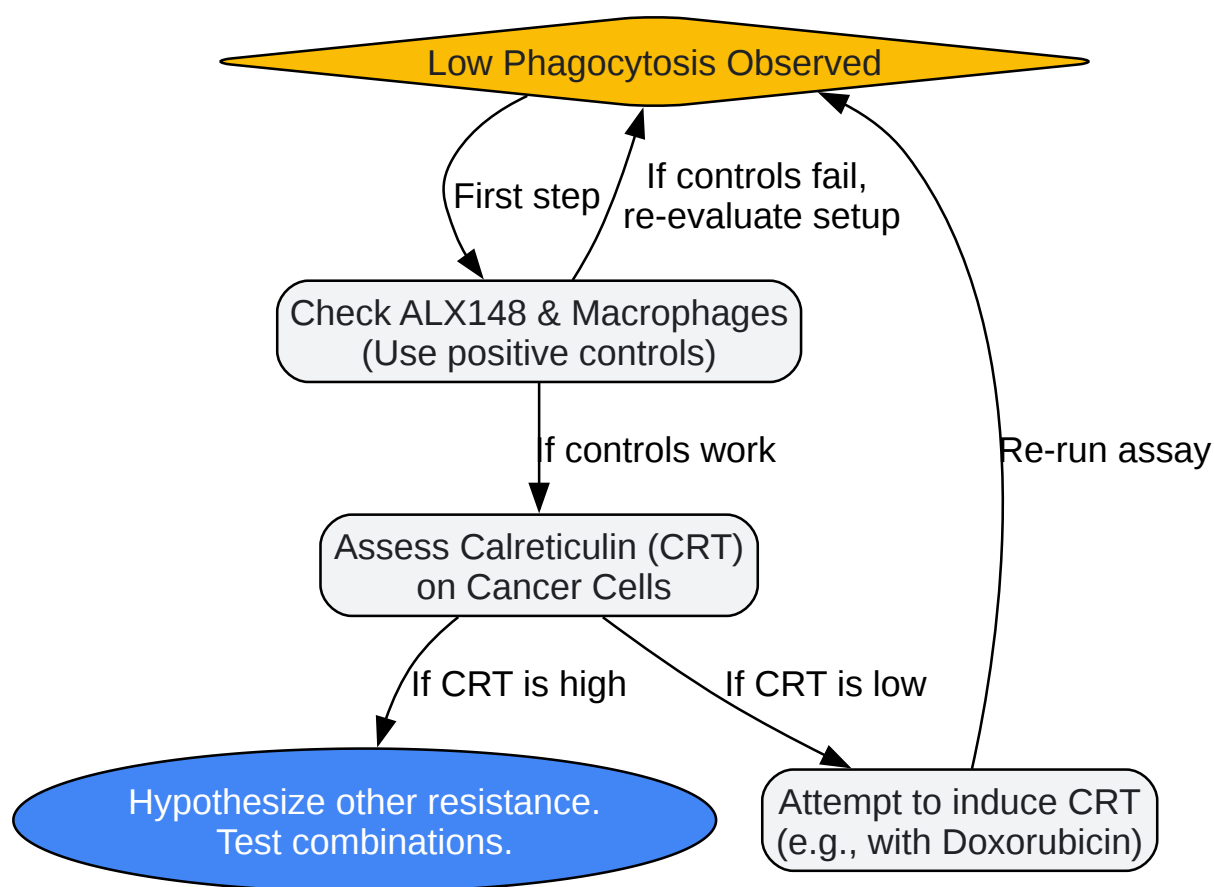 Low Phagocytosis Observed
First step
If controls fail,
re-evaluate setup
Check ALX148 & Macrophages
(Use positive controls)
If controls work
Re-run assay
Assess Calreticulin (CRT)
on Cancer Cells
If CRT is high
If CRT is low
Hypothesize other resistance.
Test combinations.
Attempt to induce CRT
(e.g., with Doxorubicin)